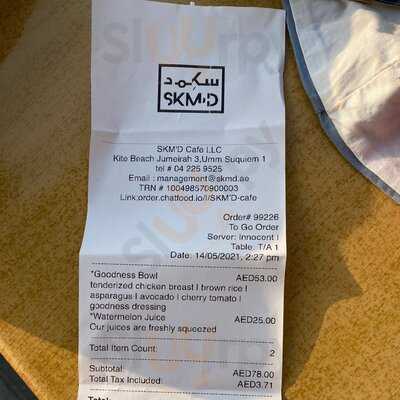 سكمد
SKM'D
SKM'D Cafe LLC
Kite Beach Jumeirah 3,Umm Suquiem 1
tel # 04 225 9525
Email : management@skmd.ae
TRN # 100498570900003
Link:order.chatfood.io/l/SKM'D-cafe
Order# 99226
To Go Order
Server: Innocent I
Table: T/A 1
Date: 14/05/2021, 2:27 pm
*Goodness Bowl AED53.00
tenderized chicken breast I brown rice I
asparagus I avocado I cherry tomato I
goodness dressing
*Watermelon Juice AED25.00
Our juices are freshly squeezed
Total Item Count: 2
Subtotal: AED78.00
Total Tax Included: AED3.71